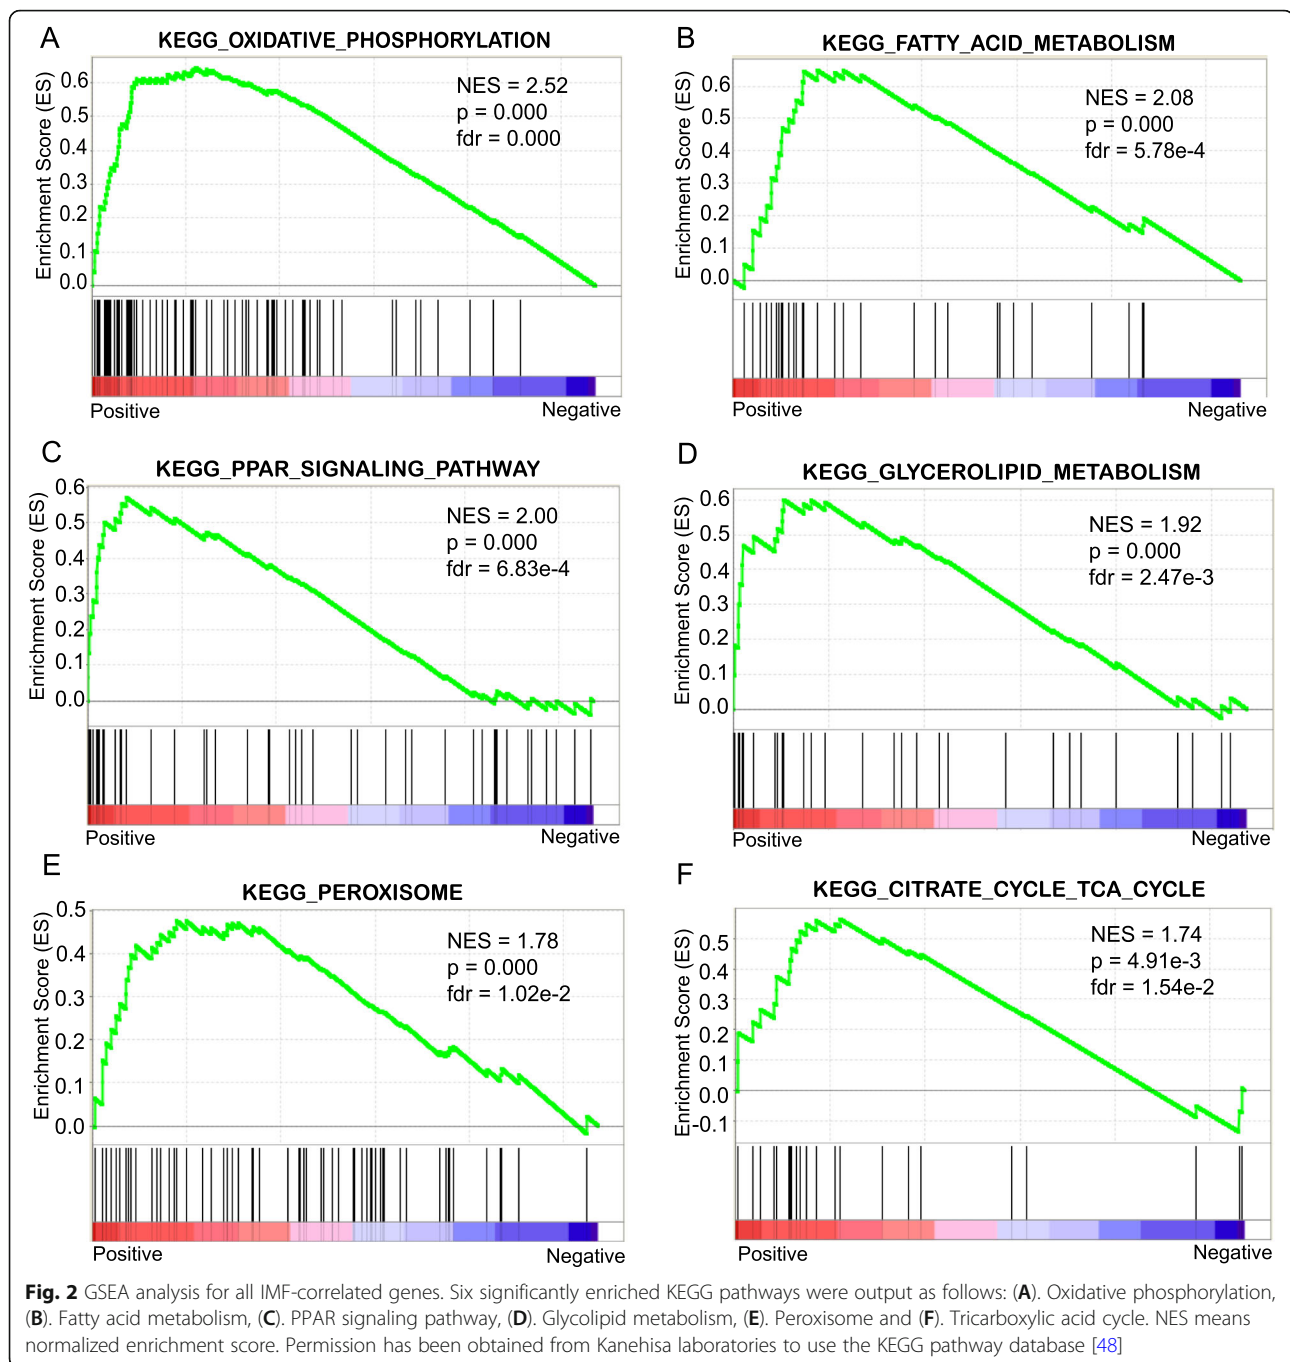 A
KEGG_OXIDATIVE_PHOSPHORYLATION
Enrichment Score (ES)
0.6
0.5
0.4
0.3
0.2
0.1
0.0
NES = 2.52
p = 0.000
fdr = 0.000
Positive
Negative
B
KEGG_FATTY_ACID_METABOLISM
Enrichment Score (ES)
0.6
0.5
0.4
0.3
0.2
0.1
0.0
NES = 2.08
p = 0.000
fdr = 5.78e-4
Positive
Negative
C
KEGG_PPAR_SIGNALING_PATHWAY
Enrichment Score (ES)
0.6
0.5
0.4
0.3
0.2
0.1
0.0
NES = 2.00
p = 0.000
fdr = 6.83e-4
Positive
Negative
D
KEGG_GLYCEROLIPID_METABOLISM
Enrichment Score (ES)
0.6
0.5
0.4
0.3
0.2
0.1
0.0
NES = 1.92
p = 0.000
fdr = 2.47e-3
Positive
Negative
E
KEGG_PEROXISOME
Enrichment Score (ES)
0.5
0.4
0.3
0.2
0.1
0.0
NES = 1.78
p = 0.000
fdr = 1.02e-2
Positive
Negative
F
KEGG_CITRATE_CYCLE_TCA_CYCLE
Enrichment Score (ES)
0.5
0.4
0.3
0.2
0.1
0.0
-0.1
NES = 1.74
p = 4.91e-3
fdr = 1.54e-2
Positive
Negative
Fig. 2 GSEA analysis for all IMF-correlated genes. Six significantly enriched KEGG pathways were output as follows: (A). Oxidative phosphorylation,
(B). Fatty acid metabolism, (C). PPAR signaling pathway, (D). Glycolipid metabolism, (E). Peroxisome and (F). Tricarboxylic acid cycle. NES means
normalized enrichment score. Permission has been obtained from Kanehisa laboratories to use the KEGG pathway database [48]